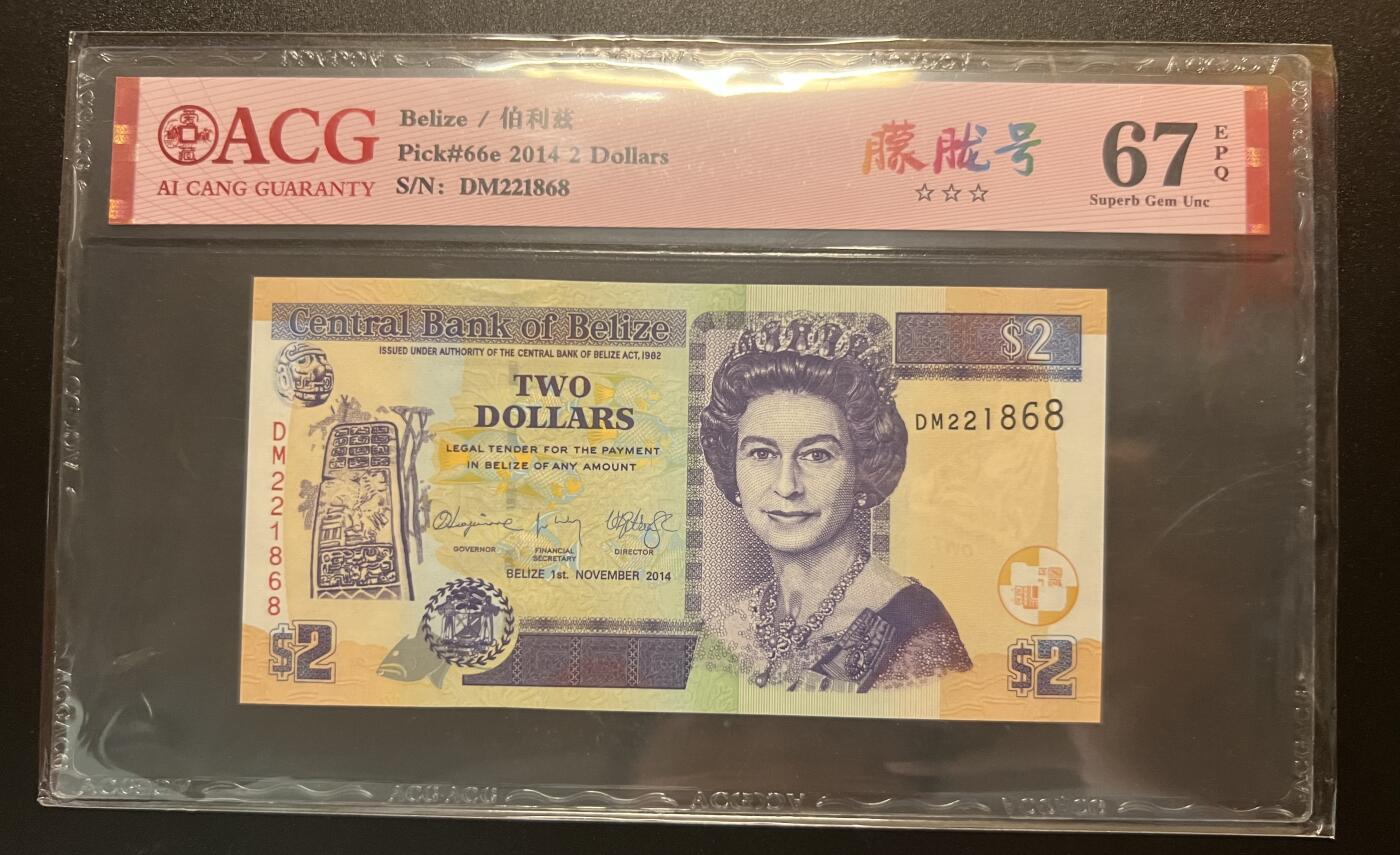 ACG
AI CANG GUARANTY
Belize / 伯利兹
Pick#66e 2014 2 Dollars
S/N: DM221868
朦胧号
☆☆☆
67
EPQ
Superb Gem Unc
Central Bank of Belize
ISSUED UNDER AUTHORITY OF THE CENTRAL BANK OF BELIZE ACT, 1982
TWO
DOLLARS
LEGAL TENDER FOR THE PAYMENT
IN BELIZE OF ANY AMOUNT
GOVERNOR
FINANCIAL
SECRETARY
DIRECTOR
BELIZE 1st. NOVEMBER 2014
DM221868
$2
$2
DM221868
$2